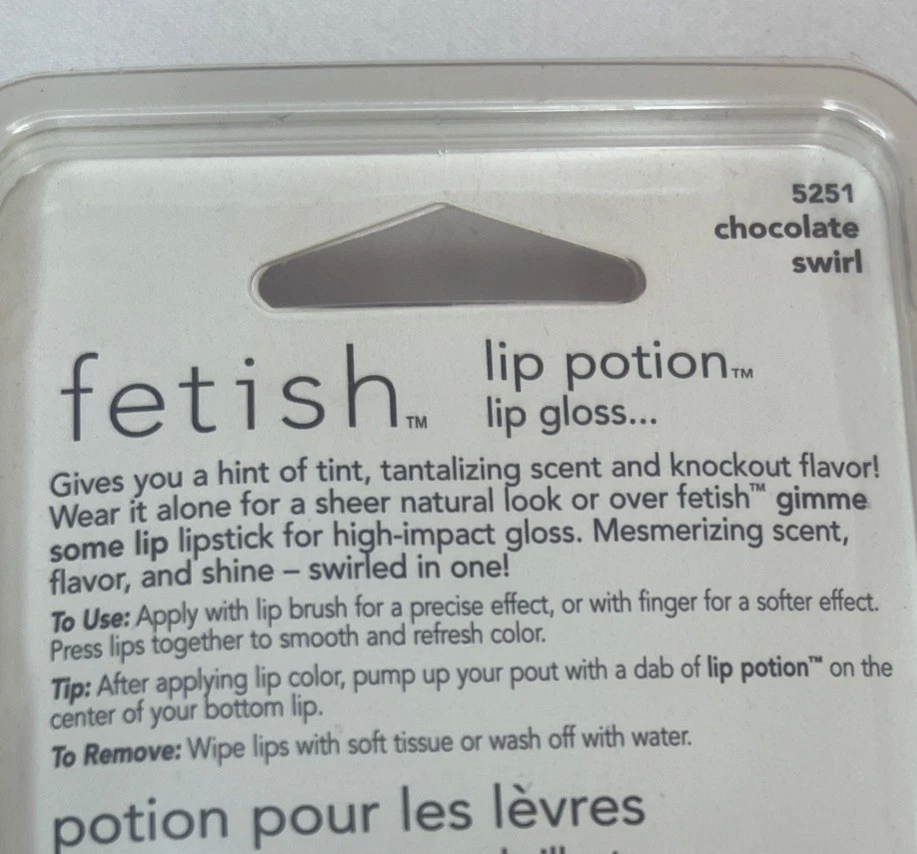 5251
chocolate
swirl
fetish™
lip potion™
lip gloss...
Gives you a hint of tint, tantalizing scent and knockout flavor!
Wear it alone for a sheer natural look or over fetish™ gimme
some lip lipstick for high-impact gloss. Mesmerizing scent,
flavor, and shine – swirled in one!
To Use: Apply with lip brush for a precise effect, or with finger for a softer effect.
Press lips together to smooth and refresh color.
Tip: After applying lip color, pump up your pout with a dab of lip potion™ on the
center of your bottom lip.
To Remove: Wipe lips with soft tissue or wash off with water.
potion pour les lèvres